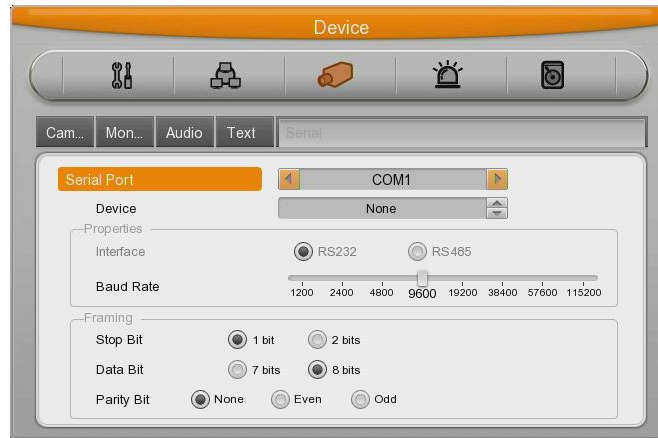 Device
Cam... Mon... Audio Text Serial
Serial Port COM1
Device None
Properties
Interface RS232 RS485
Baud Rate
1200 2400 4800 9600 19200 38400 57600 115200
Framing
Stop Bit 1 bit 2 bits
Data Bit 7 bits 8 bits
Parity Bit None Even Odd